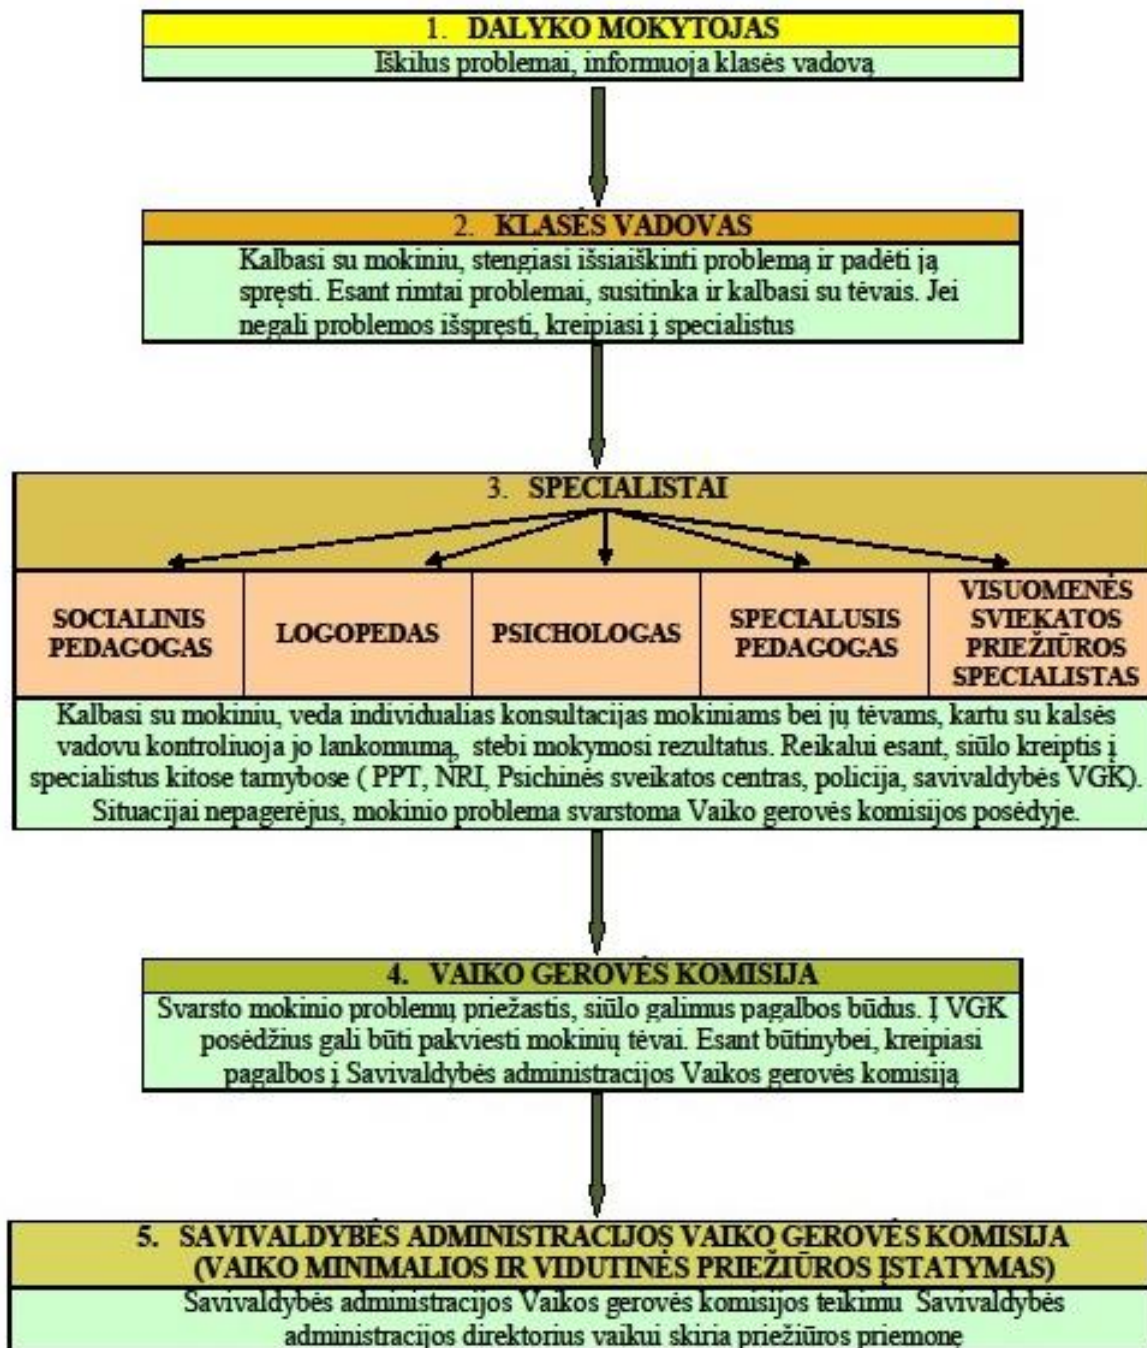 1. DALYKO MOKYTOJAS
Iškilus problemai, informuoja klasės vadovą
2. KLASĖS VADOVAS
Kalbasi su mokiniu, stengiasi išsiaiškinti problemą ir padėti ją
spręsti. Esant rimtai problemai, susitinka ir kalbasi su tėvais. Jei
negali problemos išspręsti, kreipiasi į specialistus
3. SPECIALISTAI
SOCIALINIS
PEDAGOGAS
LOGOPEDAS
PSICHOLOGAS
SPECIALUSIS
PEDAGOGAS
VISUOMENĖS
SVIEKATOS
PRIEŽIŪROS
SPECIALISTAS
Kalbasi su mokiniu, veda individualias konsultacijas mokiniams bei jų tėvams, kartu su kalsės
vadovu kontroliuoja jo lankomumą, stebi mokymosi rezultatus. Reikalui esant, siūlo kreiptis į
specialistus kitose tarnybose ( PPT, NRI, Psichinės sveikatos centras, policija, savivaldybės VGK).
Situacijai nepagerėjus, mokinio problema svarstoma Vaiko gerovės komisijos posėdyje.
4. VAIKO GEROVĖS KOMISIJA
Svarsto mokinio problemų priežastis, siūlo galimus pagalbos būdus. Į VGK
posėdžius gali būti pakviesti mokinių tėvai. Esant būtinybei, kreipiasi
pagalbos į Savivaldybės administracijos Vaikos gerovės komisiją
5. SAVIVALDYBĖS ADMINISTRACIJOS VAIKO GEROVĖS KOMISIJA
(VAIKO MINIMALIOS IR VIDUTINĖS PRIEŽIŪROS ĮSTATYMAS)
Savivaldybės administracijos Vaikos gerovės komisijos teikimu Savivaldybės
administracijos direktorius vaikui skiria priežiūros priemonę